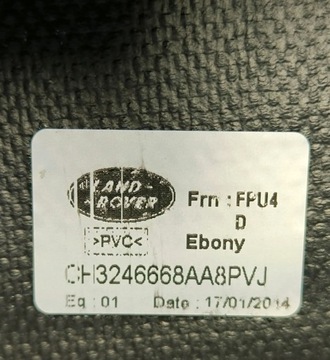 LAND-
-ROVER
Frn : FPU4
D
>PVC<
Ebony
CH3246668AA8PVJ
Eq : 01 Date : 17/01/2014